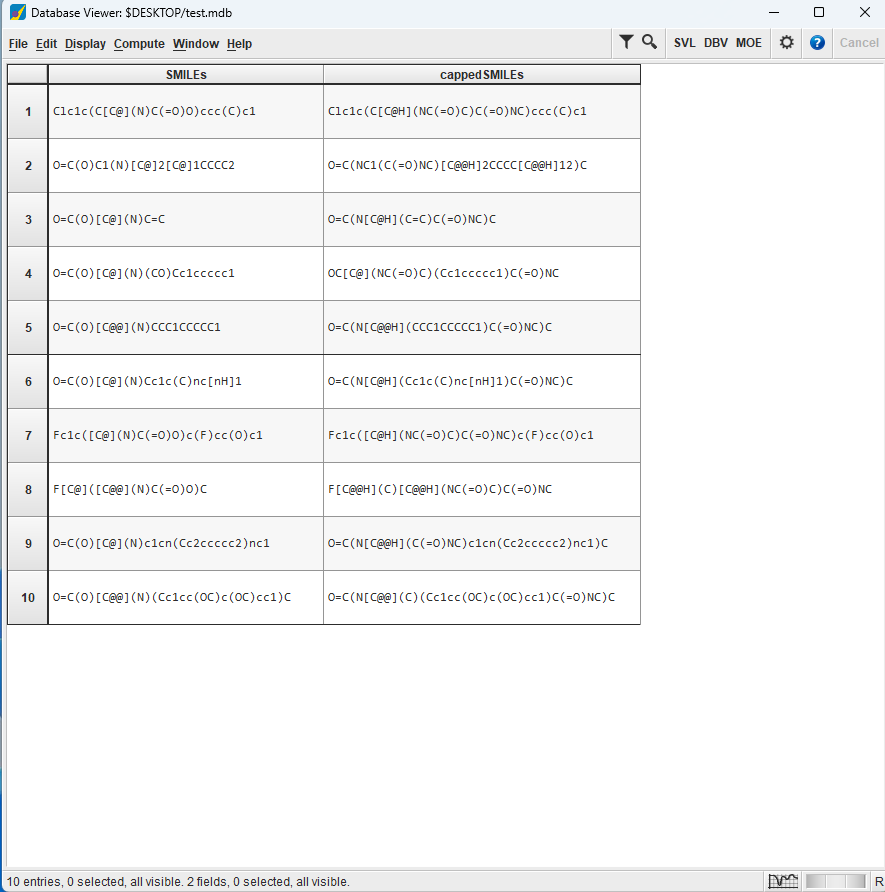 Database Viewer: $DESKTOP/test.mdb
File Edit Display Compute Window Help SVL DBV MOE ? Cancel
SMILEs cappedSMILEs
1 Clc1c(C[C@](N)C(=O)O)ccc(C)c1 Clc1c(C[C@H](NC(=O)C)C(=O)NC)ccc(C)c1
2 O=C(O)C1(N)[C@]2[C@]1CCCC2 O=C(NC1(C(=O)NC)[C@@H]2CCCC[C@@H]12)C
3 O=C(O)[C@](N)C=C O=C(N[C@H](C=C)C(=O)NC)C
4 O=C(O)[C@](N)(CO)Cc1ccccc1 OC[C@](NC(=O)C)(Cc1ccccc1)C(=O)NC
5 O=C(O)[C@@](N)CCC1CCCCC1 O=C(N[C@@H](CCC1CCCCC1)C(=O)NC)C
6 O=C(O)[C@](N)Cc1c(C)nc[nH]1 O=C(N[C@H](Cc1c(C)nc[nH]1)C(=O)NC)C
7 Fc1c([C@](N)C(=O)O)c(F)cc(O)c1 Fc1c([C@H](NC(=O)C)C(=O)NC)c(F)cc(O)c1
8 F[C@]([C@@](N)C(=O)O)C F[C@@H](C)[C@@H](NC(=O)C)C(=O)NC
9 O=C(O)[C@](N)c1cn(Cc2ccccc2)nc1 O=C(N[C@@H](C(=O)NC)c1cn(Cc2ccccc2)nc1)C
10 O=C(O)[C@@](N)(Cc1cc(OC)c(OC)cc1)C O=C(N[C@@](C)(Cc1cc(OC)c(OC)cc1)C(=O)NC)C
10 entries, 0 selected, all visible. 2 fields, 0 selected, all visible. R